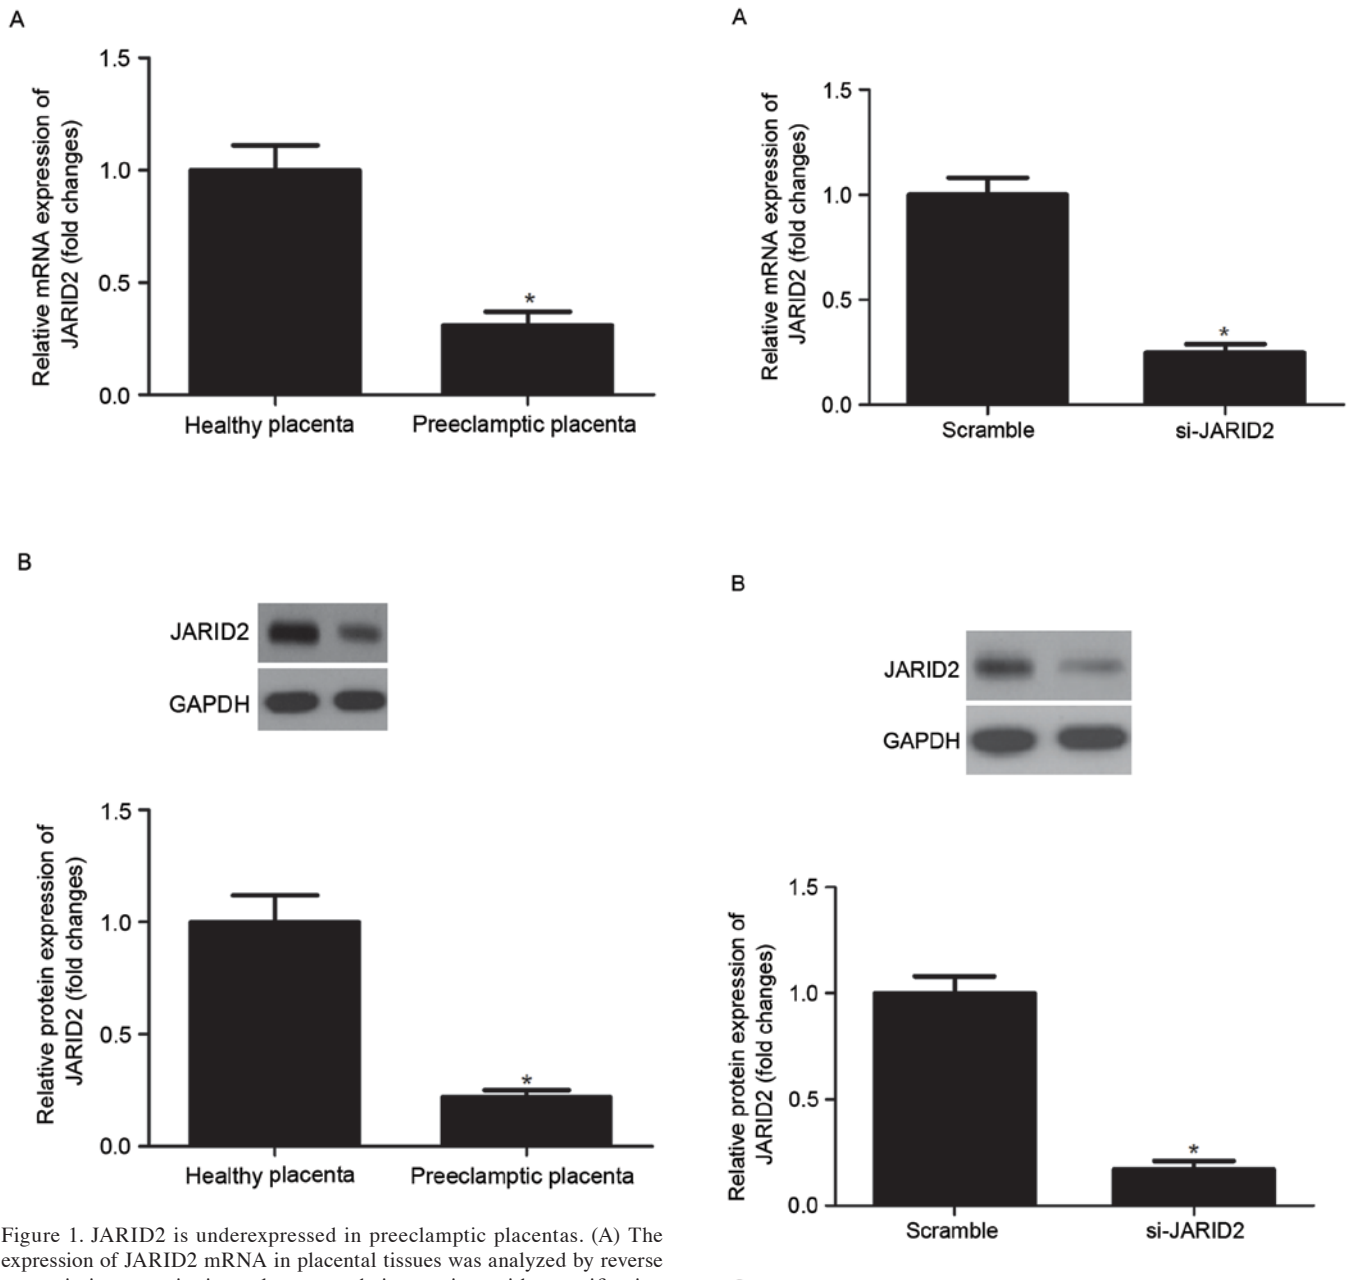 A
Relative mRNA expression of
JARID2 (fold changes)
1.5
1.0
0.5
0.0
*
Healthy placenta
Preeclamptic placenta
B
JARID2
GAPDH
Relative protein expression of
JARID2 (fold changes)
1.5
1.0
0.5
0.0
*
Healthy placenta
Preeclamptic placenta
Figure 1. JARID2 is underexpressed in preeclamptic placentas. (A) The
expression of JARID2 mRNA in placental tissues was analyzed by reverse
A
Relative mRNA expression of
JARID2 (fold changes)
1.5
1.0
0.5
0.0
*
Scramble
si-JARID2
B
JARID2
GAPDH
Relative protein expression of
JARID2 (fold changes)
1.5
1.0
0.5
0.0
*
Scramble
si-JARID2